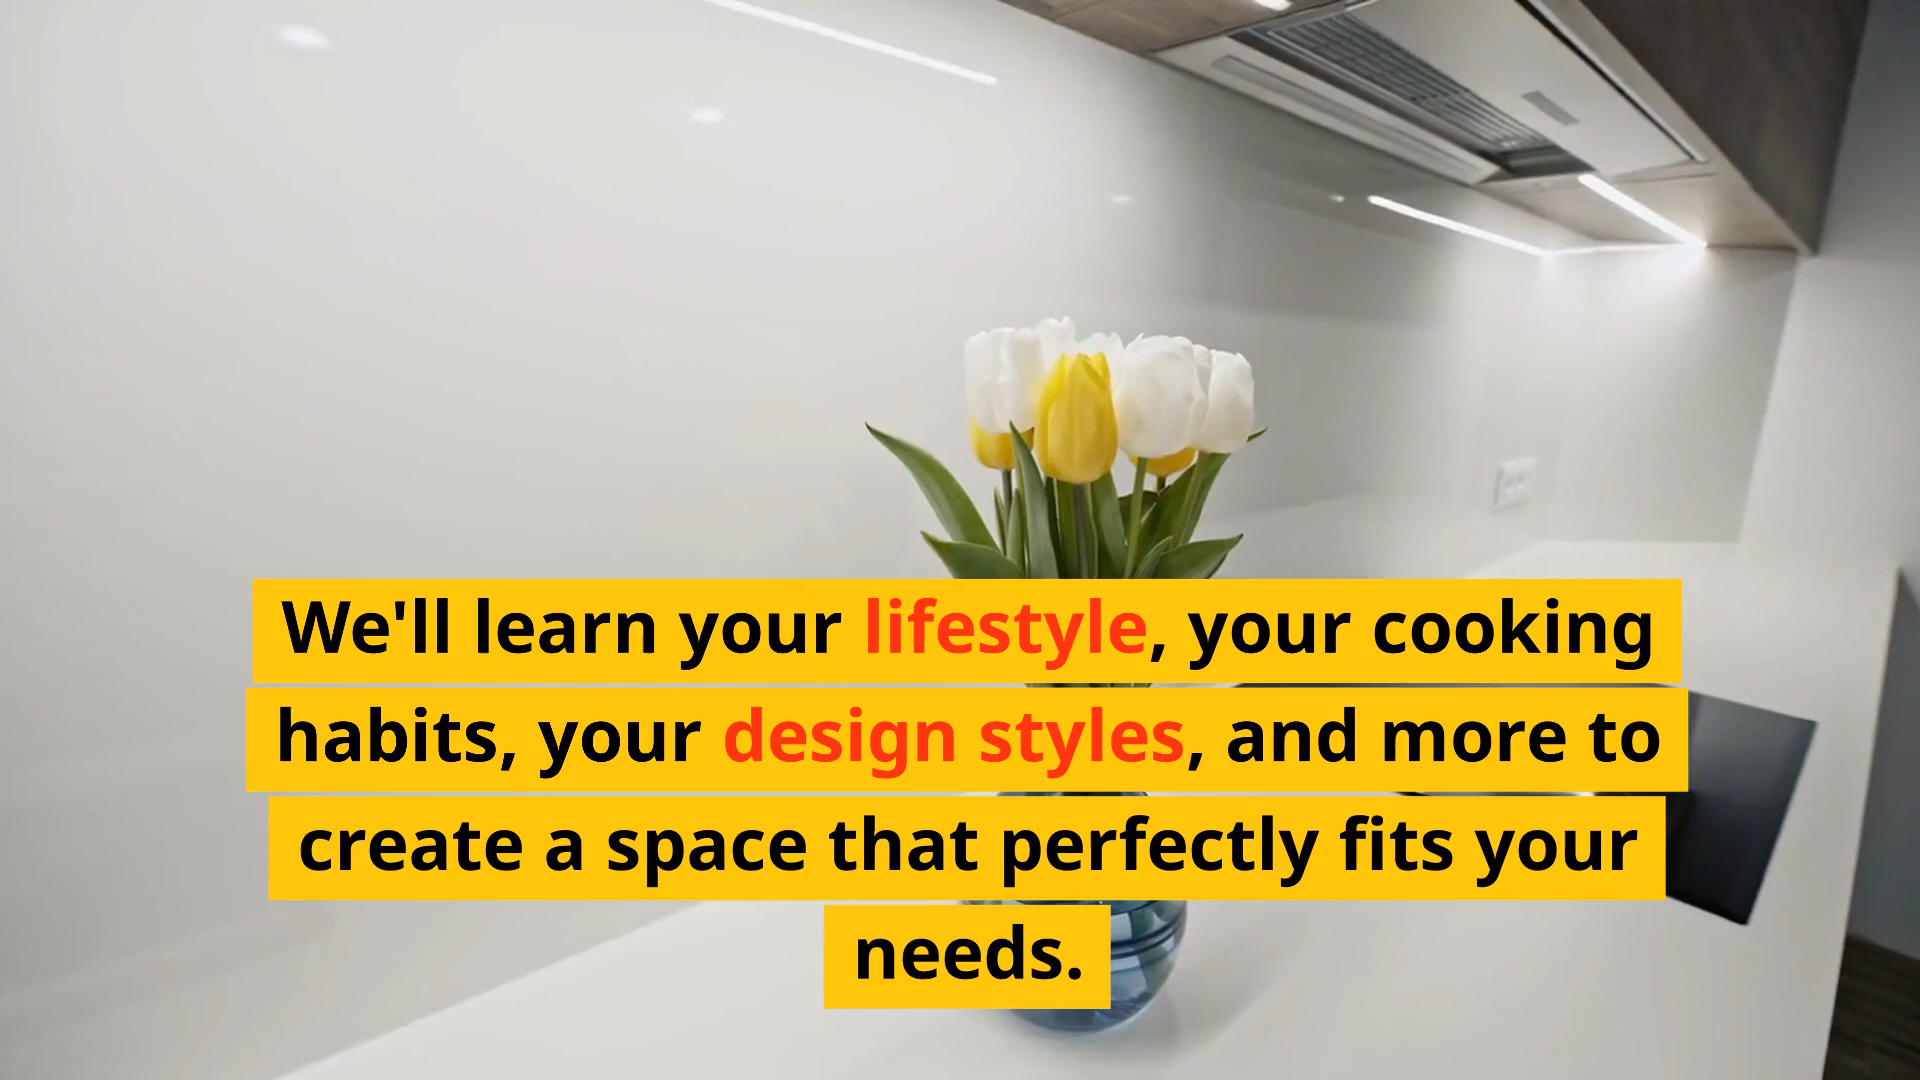 We'll learn your lifestyle, your cooking
habits, your design styles, and more to
create a space that perfectly fits your
needs.